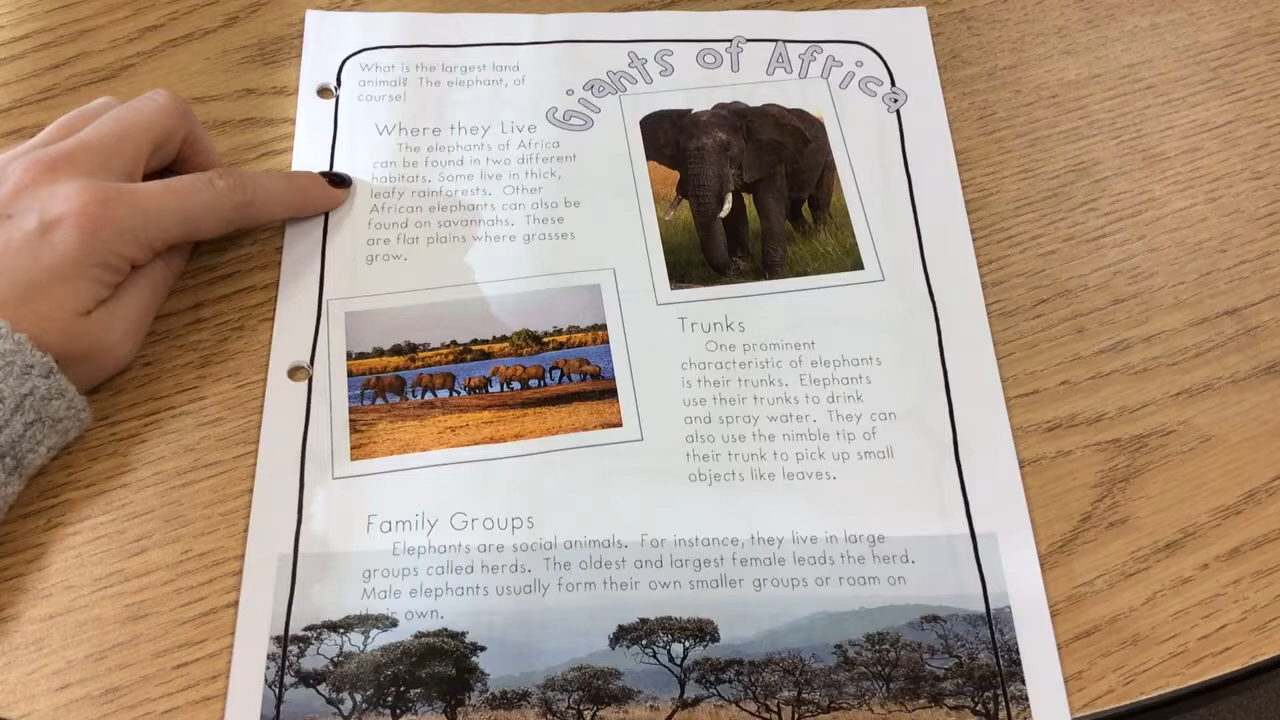 Giants of Africa
What is the largest land
animal? The elephant, of
course!
Where they Live
The elephants of Africa
can be found in two different
habitats. Some live in thick,
leafy rainforests. Other
African elephants can also be
found on savannahs. These
are flat plains where grasses
grow.
Trunks
One prominent
characteristic of elephants
is their trunks. Elephants
use their trunks to drink
and spray water. They can
also use the nimble tip of
their trunk to pick up small
objects like leaves.
Family Groups
Elephants are social animals. For instance, they live in large
groups called herds. The oldest and largest female leads the herd.
Male elephants usually form their own smaller groups or roam on
their own.